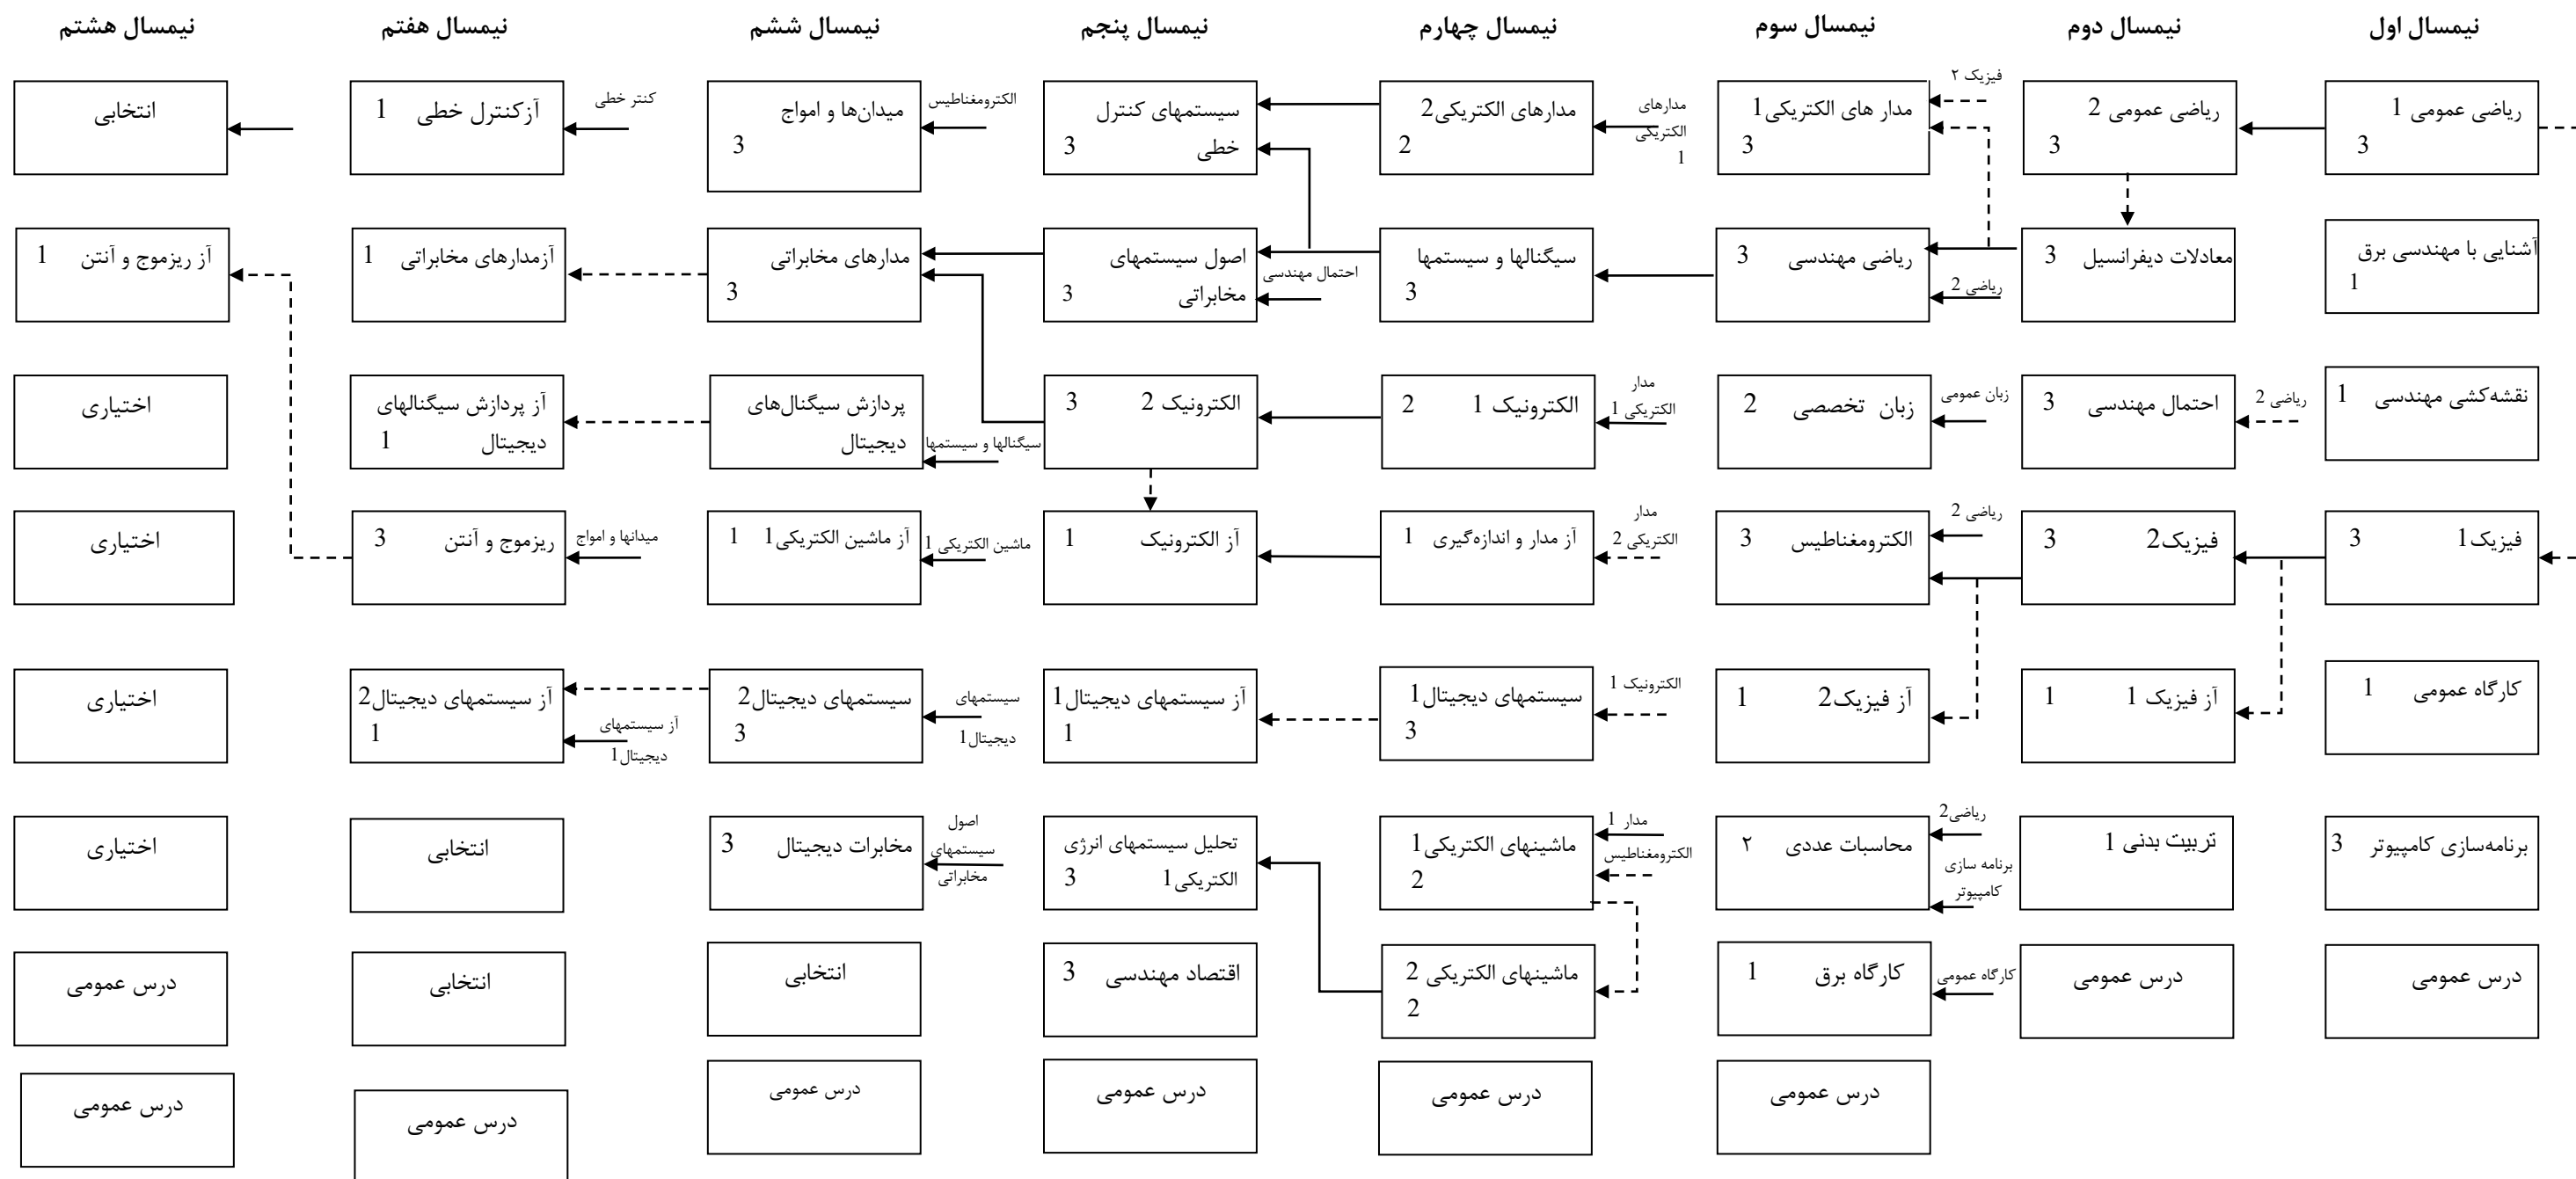 نیمسال اول
نیمسال دوم
نیمسال سوم
نیمسال چهارم
نیمسال پنجم
نیمسال ششم
نیمسال هفتم
نیمسال هشتم
ریاضی عمومی 1
3
ریاضی عمومی 2
3
فیزیک ۲
مدار های الکتریکی1
3
مدارهای
الکتریکی
1
مدارهای الکتریکی2
2
سیستمهای کنترل
خطی 3
الکترومغناطیس
میدان‌ها و امواج
3
کنتر خطی
آزکنترل خطی 1
انتخابی
آشنایی با مهندسی برق
1
معادلات دیفرانسیل 3
ریاضی 2
ریاضی مهندسی 3
سیگنالها و سیستمها
3
احتمال مهندسی
اصول سیستمهای
مخابراتی 3
مدارهای مخابراتی
3
آزمدارهای مخابراتی 1
آز ریزموج و آنتن 1
نقشه‌کشی مهندسی 1
ریاضی 2
احتمال مهندسی 3
زبان عمومی
زبان تخصصی 2
مدار
الکتریکی 1
الکترونیک 1 2
الکترونیک 2 3
سیگنالها و سیستمها
پردازش سیگنال‌های
دیجیتال
آز پردازش سیگنالهای
دیجیتال 1
اختیاری
فیزیک1 3
فیزیک2 3
ریاضی 2
الکترومغناطیس 3
مدار
الکتریکی 2
آز مدار و اندازه‌گیری 1
آز الکترونیک 1
ماشین الکتریکی 1
آز ماشین الکتریکی1 1
میدانها و امواج
ریزموج و آنتن 3
اختیاری
کارگاه عمومی 1
آز فیزیک 1 1
آز فیزیک2 1
الکترونیک 1
سیستمهای دیجیتال1
3
آز سیستمهای دیجیتال1
1
سیستمهای
دیجیتال1
سیستمهای دیجیتال2
3
آز سیستمهای
دیجیتال1
آز سیستمهای دیجیتال2
1
اختیاری
برنامه‌سازی کامپیوتر 3
تربیت بدنی 1
ریاضی2
برنامه سازی
کامپیوتر
محاسبات عددی ۲
مدار 1
الکترومغناطیس
ماشینهای الکتریکی1
2
تحلیل سیستمهای انرژی
الکتریکی1 3
اصول
سیستمهای
مخابراتی
مخابرات دیجیتال 3
انتخابی
اختیاری
درس عمومی
درس عمومی
کارگاه عمومی
کارگاه برق 1
ماشینهای الکتریکی 2
2
اقتصاد مهندسی 3
انتخابی
انتخابی
درس عمومی
درس عمومی
درس عمومی
درس عمومی
درس عمومی
درس عمومی
درس عمومی